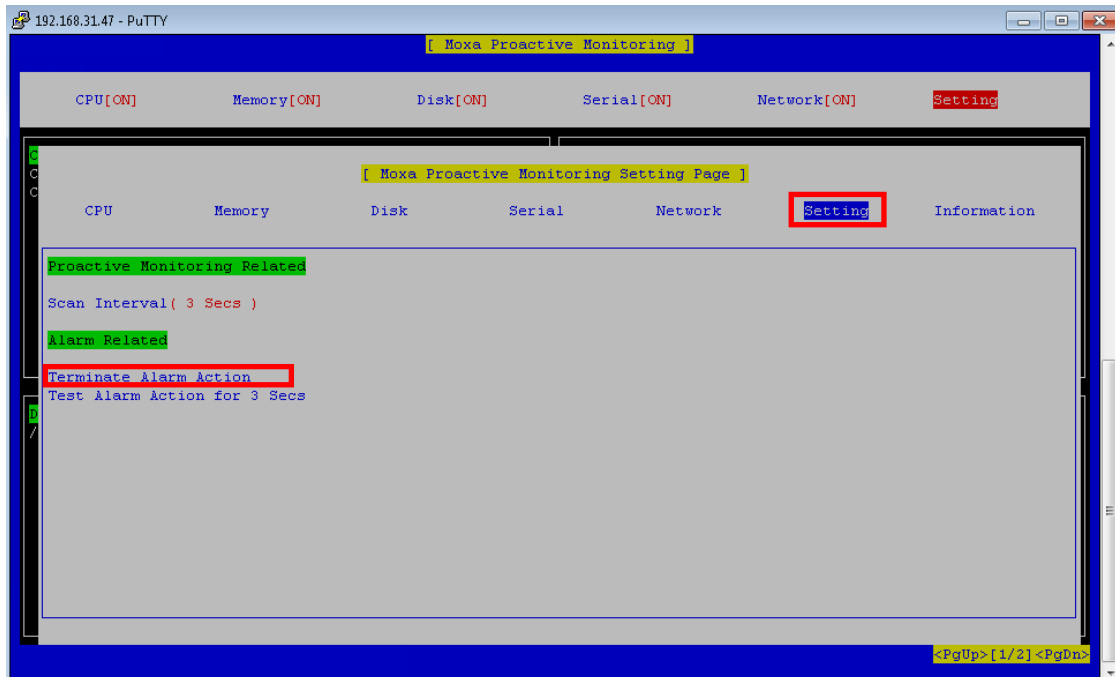 192.168.31.47 - PuTTY
[ Moxa Proactive Monitoring ]
CPU[ON] Memory[ON] Disk[ON] Serial[ON] Network[ON] Setting
C
C
C
[ Moxa Proactive Monitoring Setting Page ]
CPU Memory Disk Serial Network Setting Information
Proactive Monitoring Related
Scan Interval( 3 Secs )
Alarm Related
Terminate Alarm Action
Test Alarm Action for 3 Secs
D
/
<PgUp>[1/2]<PgDn>